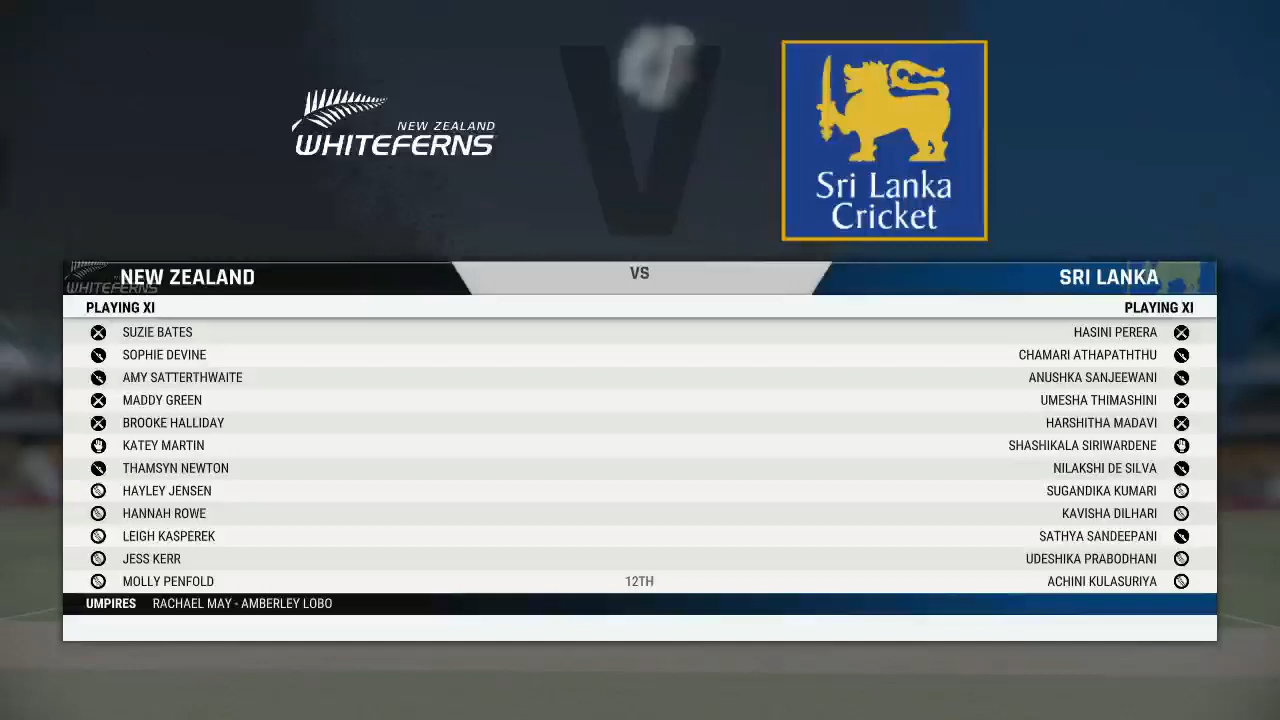 V
NEW ZEALAND
WHITEFERNS
Sri Lanka
Cricket
WHITEFERNS
NEW ZEALAND VS SRI LANKA
PLAYING XI PLAYING XI
SUZIE BATES HASINI PERERA
SOPHIE DEVINE CHAMARI ATHAPATHTHU
AMY SATTERTHWAITE ANUSHKA SANJEEWANI
MADDY GREEN UMESHA THIMASHINI
BROOKE HALLIDAY HARSHITHA MADAVI
KATEY MARTIN SHASHIKALA SIRIWARDENE
THAMSYN NEWTON NILAKSHI DE SILVA
HAYLEY JENSEN SUGANDIKA KUMARI
HANNAH ROWE KAVISHA DILHARI
LEIGH KASPEREK SATHYA SANDEEPANI
JESS KERR UDESHIKA PRABODHANI
MOLLY PENFOLD 12TH ACHINI KULASURIYA
UMPIRES RACHAEL MAY - AMBERLEY LOBO